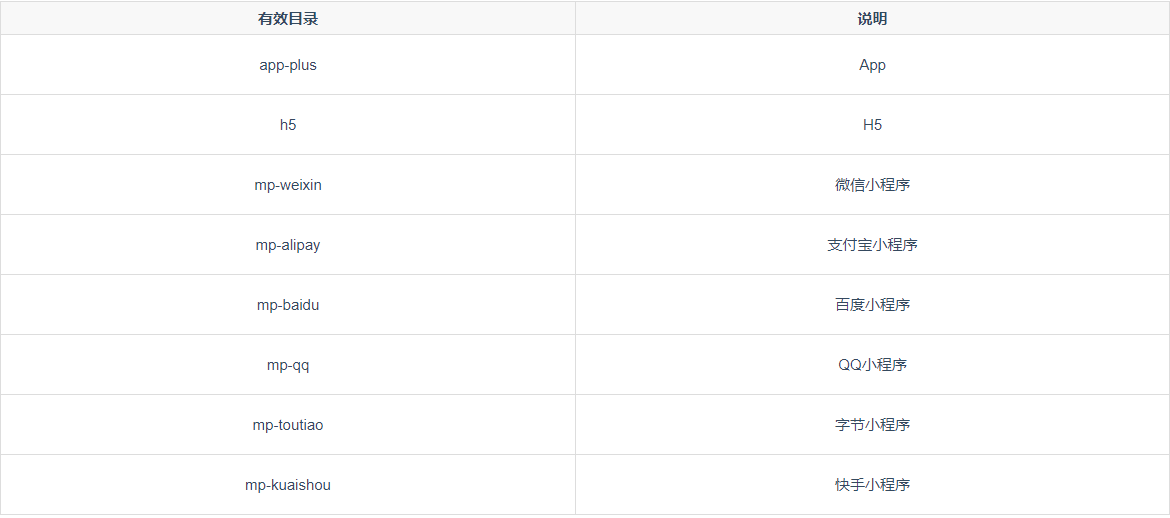 有效目录 说明
app-plus App
h5 H5
mp-weixin 微信小程序
mp-alipay 支付宝小程序
mp-baidu 百度小程序
mp-qq QQ小程序
mp-toutiao 字节小程序
mp-kuaishou 快手小程序